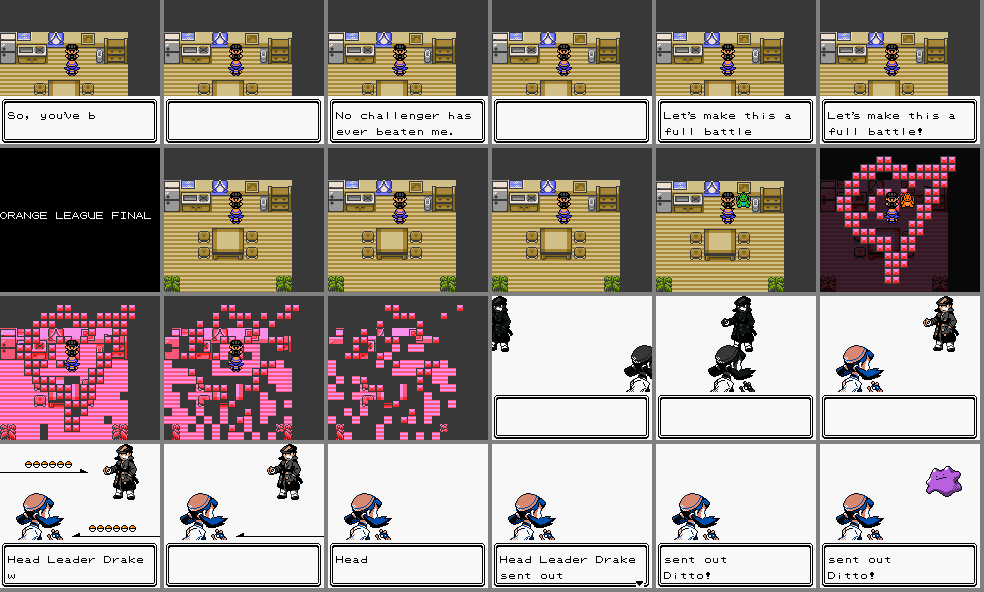 So, you've b
No challenger has
ever beaten me.
Let's make this a
full battle
Let's make this a
full battle!
ORANGE LEAGUE FINAL
Head Leader Drake
w
Head
Head Leader Drake
sent out
sent out
Ditto!
sent out
Ditto!